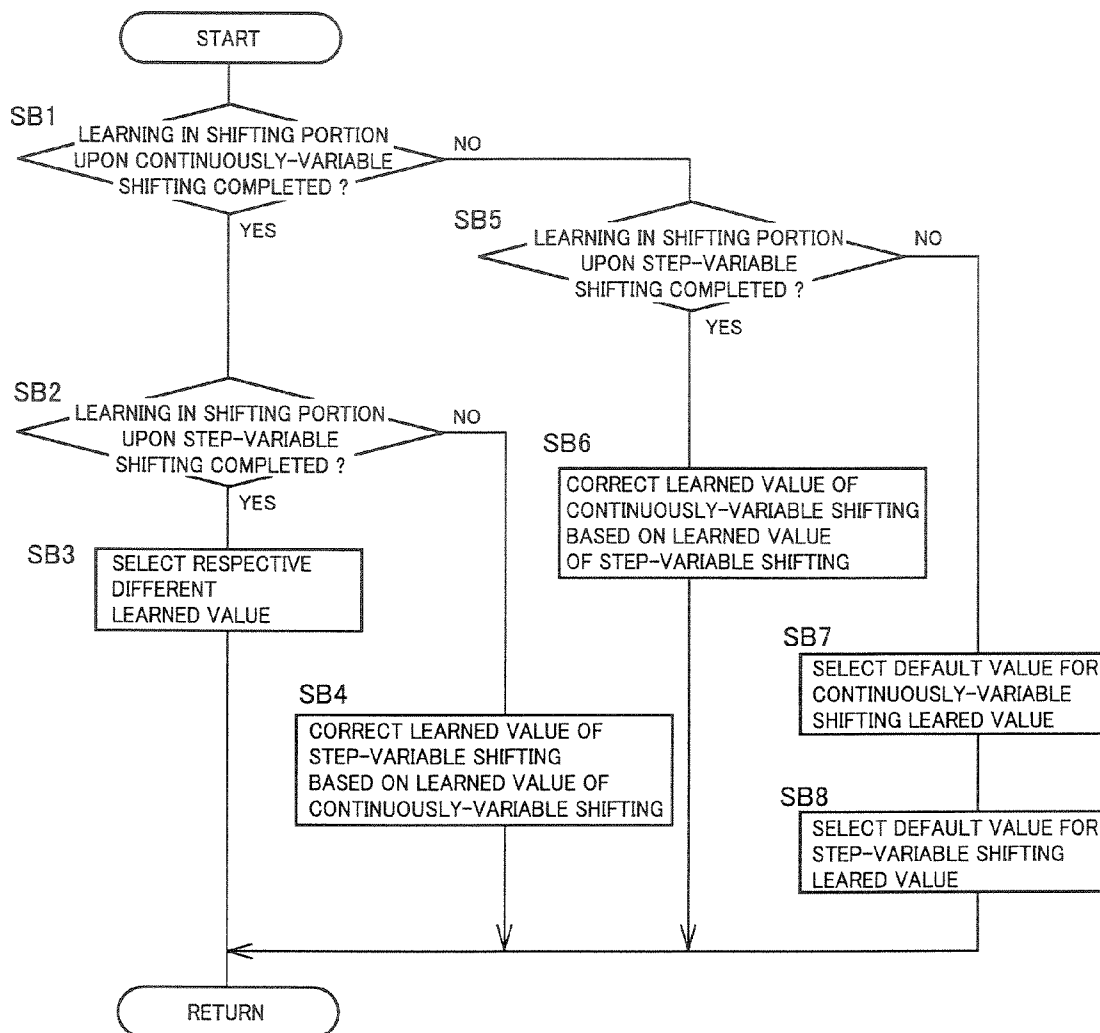 START
SB1
LEARNING IN SHIFTING PORTION
UPON CONTINUOUSLY-VARIABLE
SHIFTING COMPLETED ?
NO
YES
SB5
LEARNING IN SHIFTING PORTION
UPON STEP-VARIABLE
SHIFTING COMPLETED ?
NO
YES
SB2
LEARNING IN SHIFTING PORTION
UPON STEP-VARIABLE
SHIFTING COMPLETED ?
NO
YES
SB3
SELECT RESPECTIVE
DIFFERENT
LEARNED VALUE
SB6
CORRECT LEARNED VALUE OF
CONTINUOUSLY-VARIABLE SHIFTING
BASED ON LEARNED VALUE
OF STEP-VARIABLE SHIFTING
SB4
CORRECT LEARNED VALUE OF
STEP-VARIABLE SHIFTING
BASED ON LEARNED VALUE OF
CONTINUOUSLY-VARIABLE SHIFTING
SB7
SELECT DEFAULT VALUE FOR
CONTINUOUSLY-VARIABLE
SHIFTING LEARED VALUE
SB8
SELECT DEFAULT VALUE FOR
STEP-VARIABLE SHIFTING
LEARED VALUE
RETURN